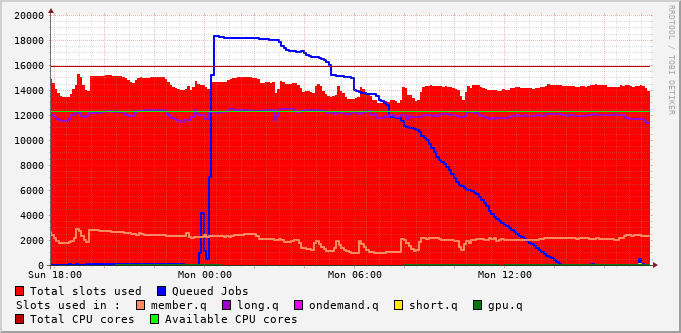 RRDTOOL / TOBI OETIKER
20000
18000
16000
14000
12000
10000
8000
6000
4000
2000
0
Sun 18:00 Mon 00:00 Mon 06:00 Mon 12:00
Total slots used Queued Jobs
Slots used in : member.q long.q ondemand.q short.q gpu.q
Total CPU cores Available CPU cores